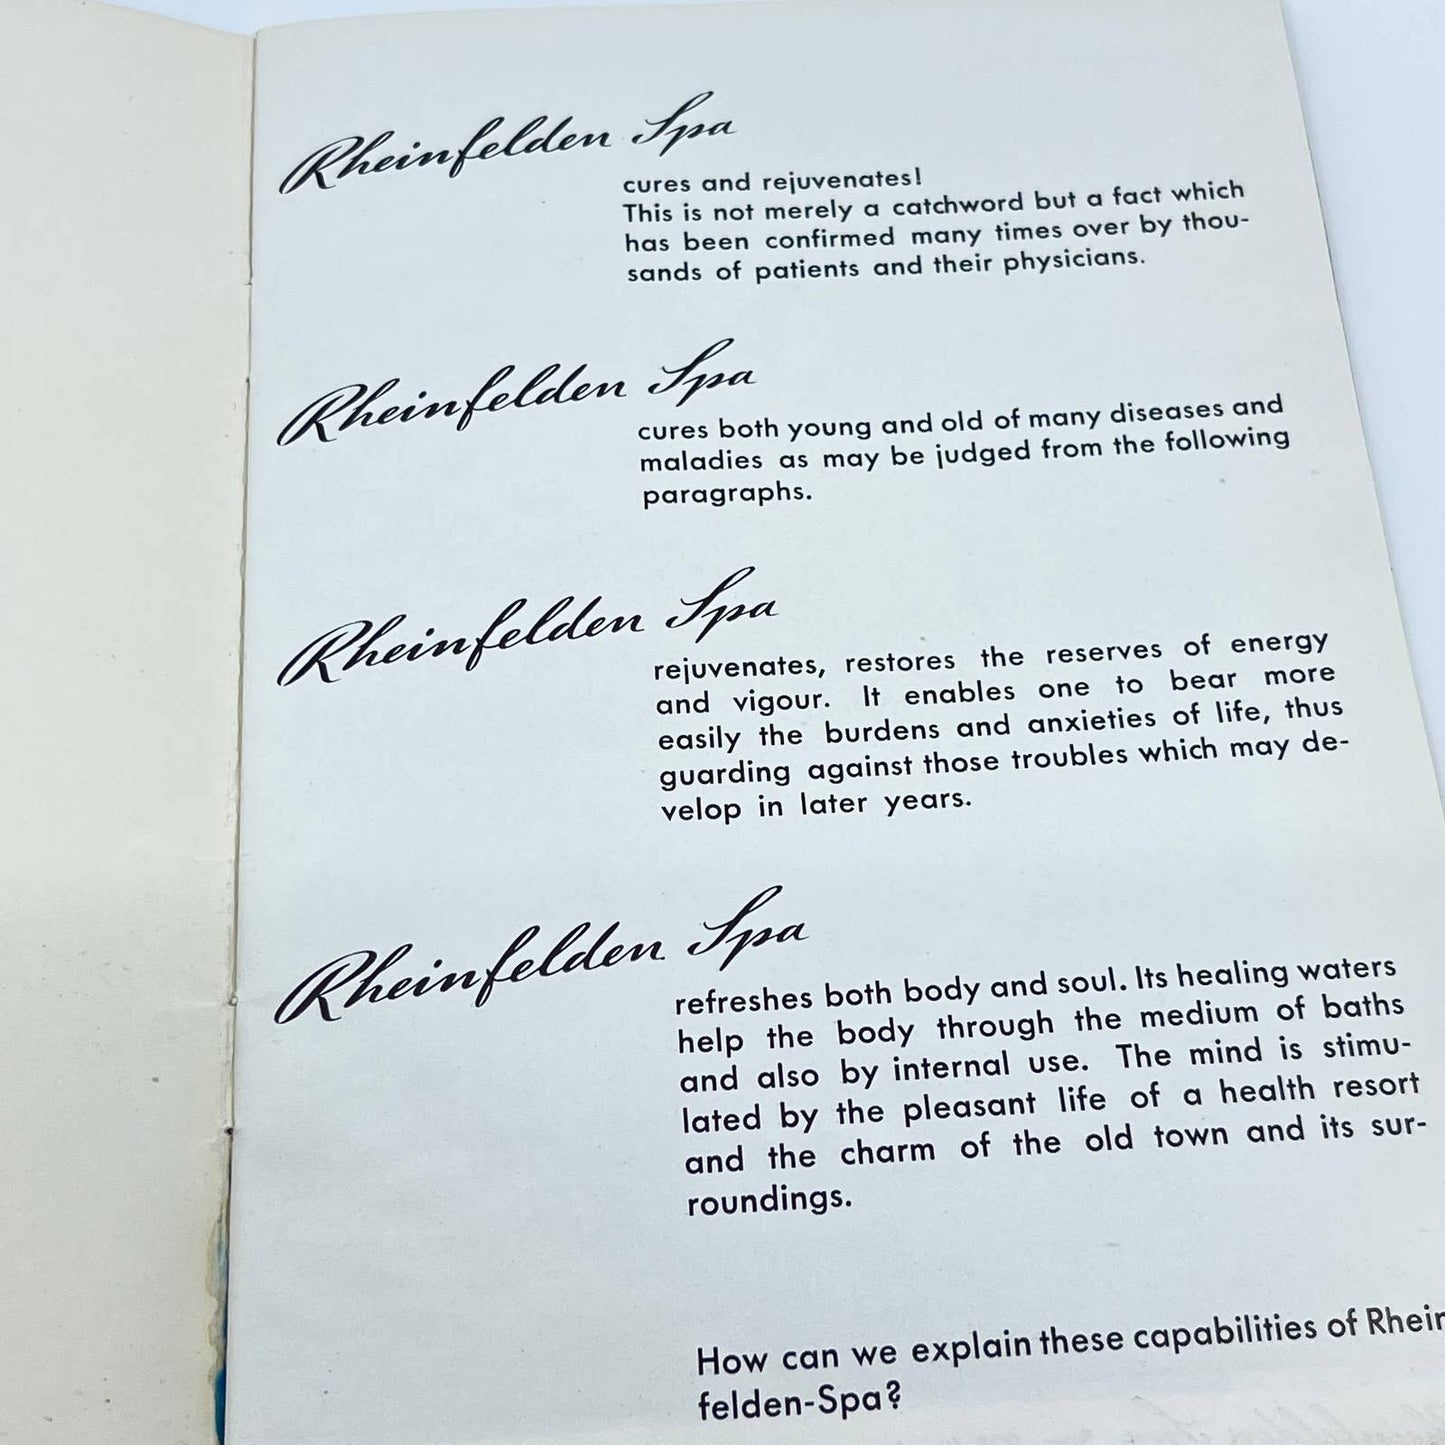 Rheinfelden Spa
cures and rejuvenates!
This is not merely a catchword but a fact which
has been confirmed many times over by thou-
sands of patients and their physicians.
Rheinfelden Spa
cures both young and old of many diseases and
maladies as may be judged from the following
paragraphs.
Rheinfelden Spa
rejuvenates, restores the reserves of energy
and vigour. It enables one to bear more
easily the burdens and anxieties of life, thus
guarding against those troubles which may de-
velop in later years.
Rheinfelden Spa
refreshes both body and soul. Its healing waters
help the body through the medium of baths
and also by internal use. The mind is stimu-
lated by the pleasant life of a health resort
and the charm of the old town and its sur-
roundings.
How can we explain these capabilities of Rhein
felden-Spa?